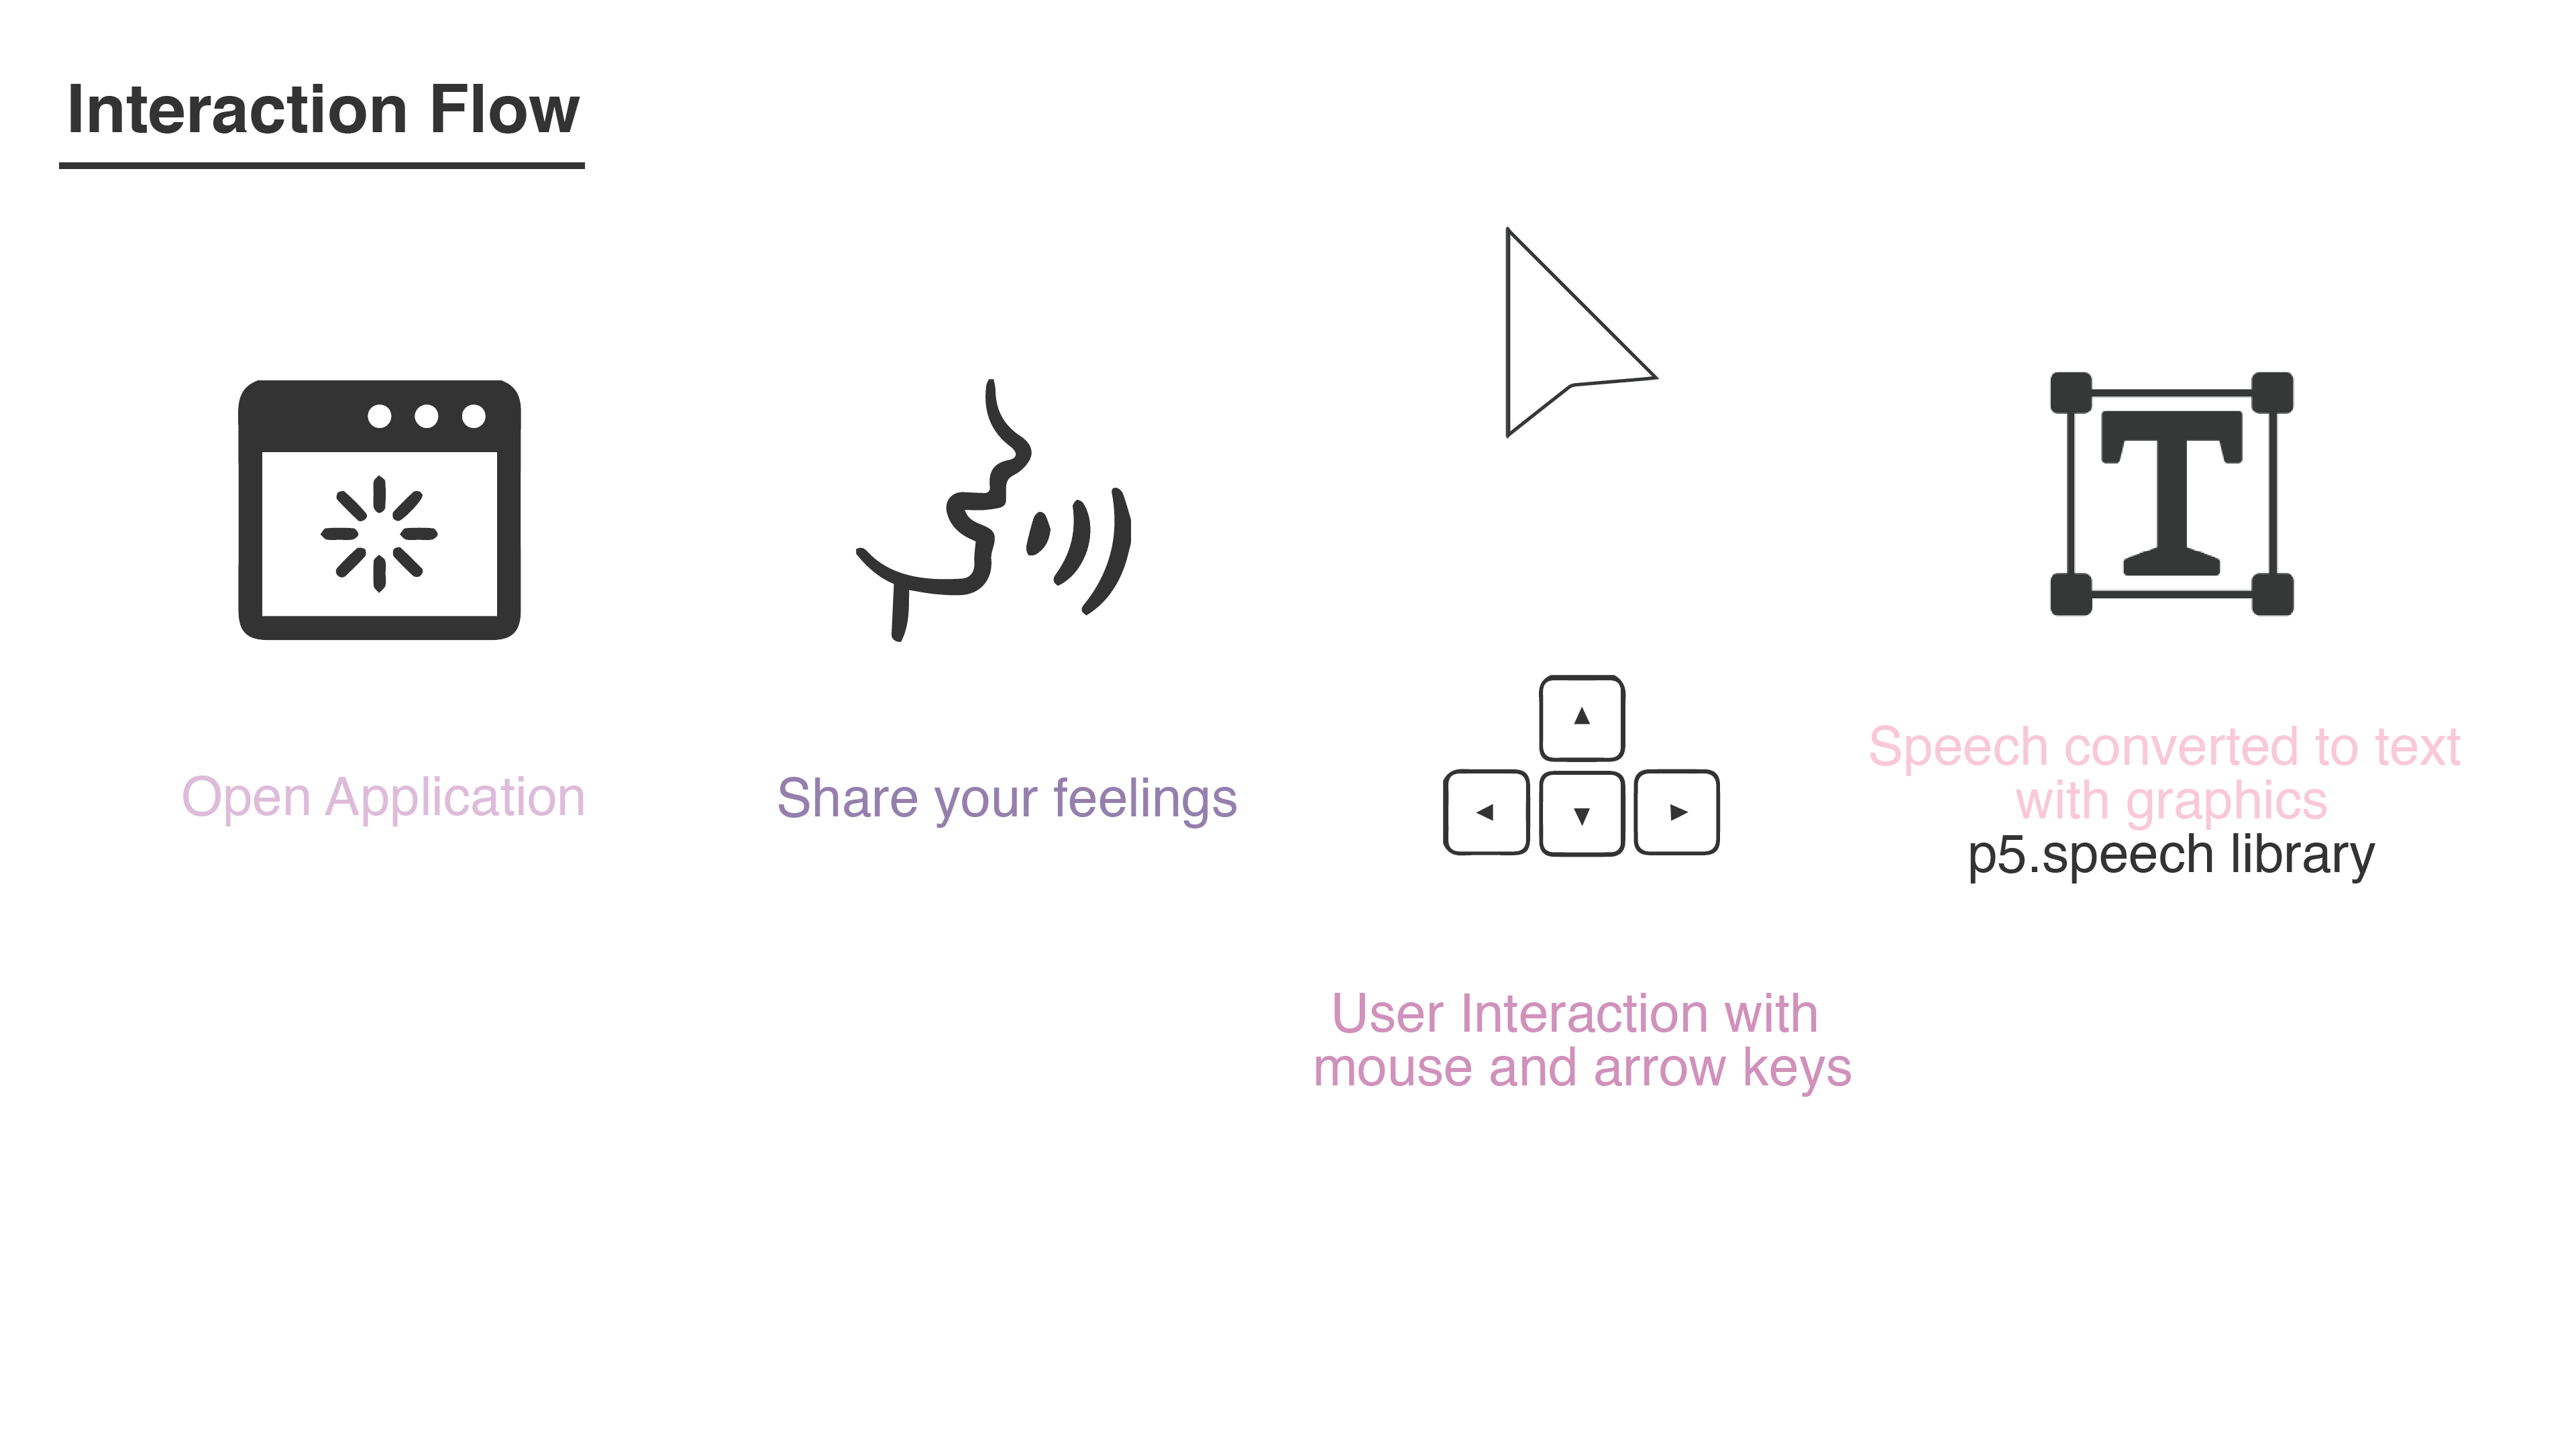 Interaction Flow
Open Application
Share your feelings
User Interaction with
mouse and arrow keys
T
Speech converted to text
with graphics
p5.speech library